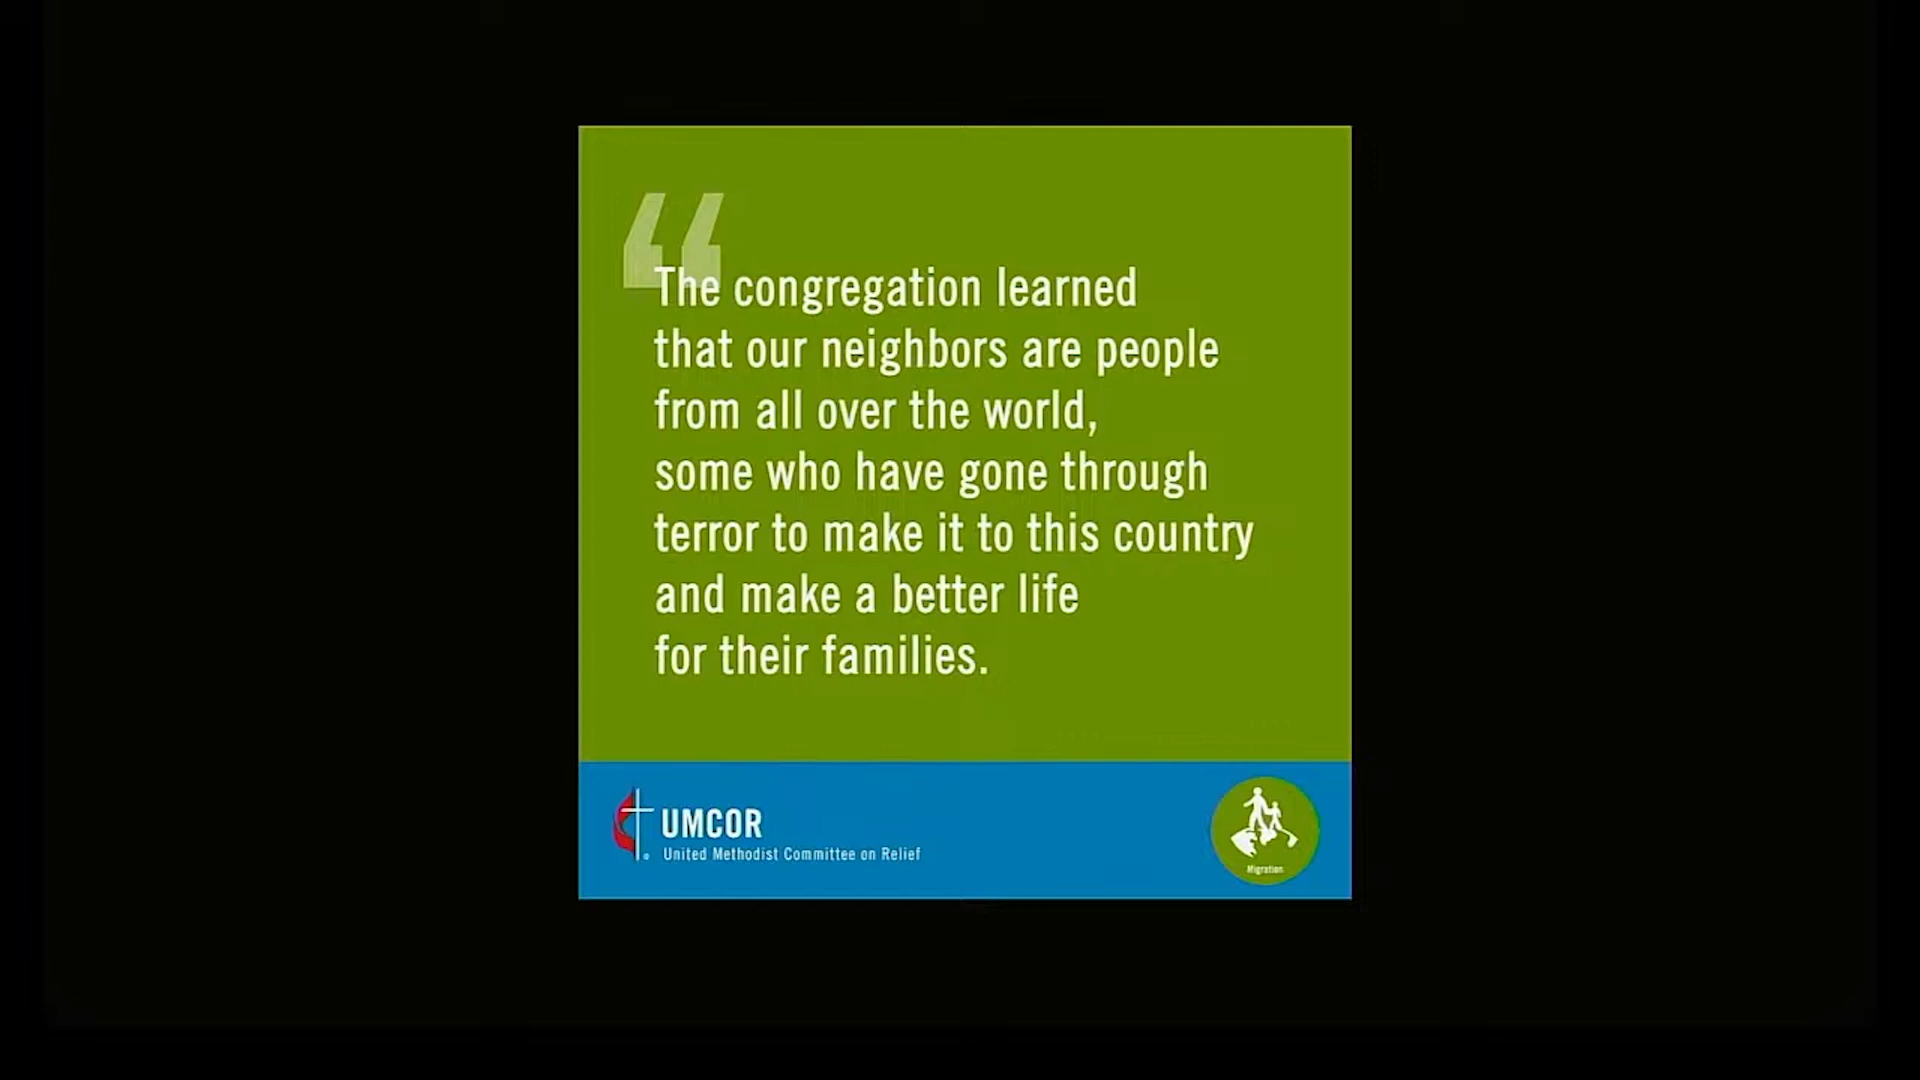 “
The congregation learned
that our neighbors are people
from all over the world,
some who have gone through
terror to make it to this country
and make a better life
for their families.
UMCOR
United Methodist Committee on Relief
Migration